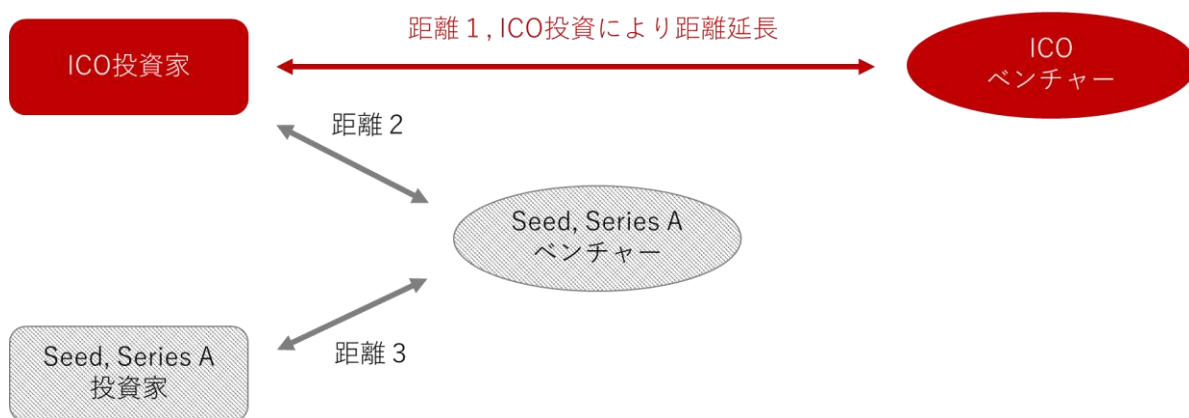 距離１, ICO投資により距離延長
ICO投資家
ICO
ベンチャー
距離２
Seed, Series A
ベンチャー
距離３
Seed, Series A
投資家